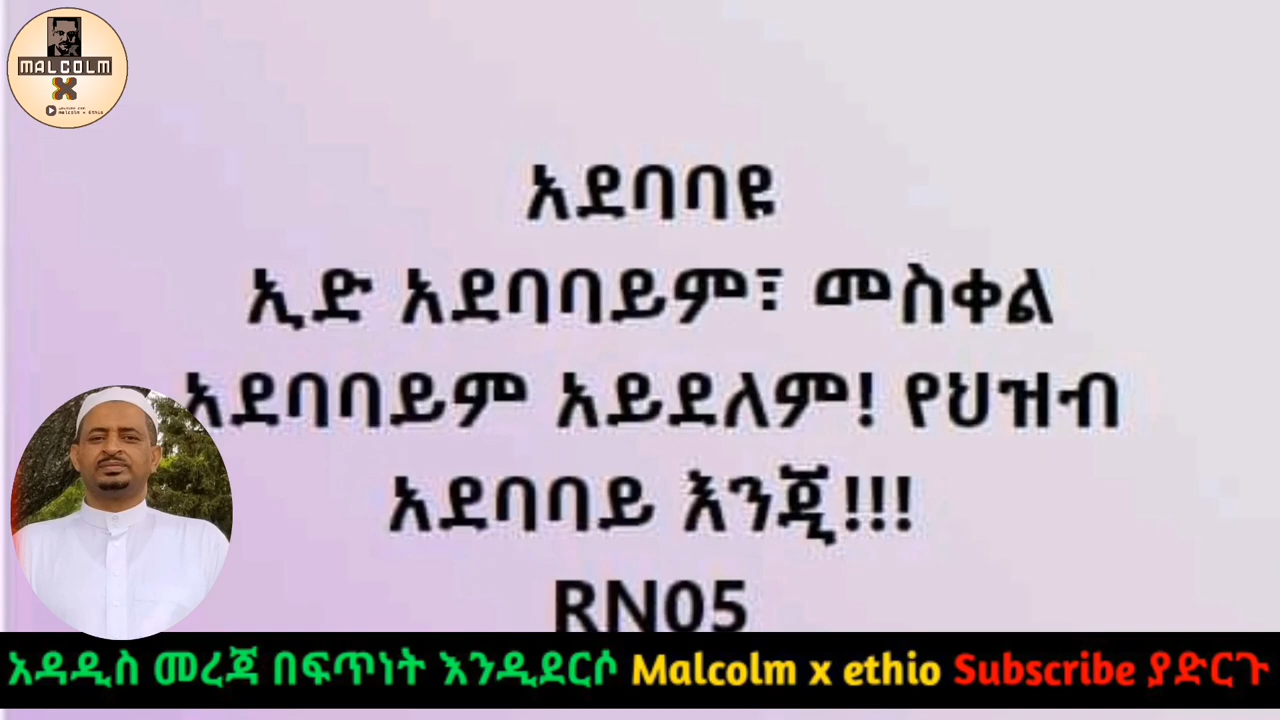 MALCOLM
X
አደባባዩ
ኢድ አደባባይም፣ መስቀል
አደባባይም አይደለም! የህዝብ
አደባባይ እንጂ!!!
RN05
አዳዲስ መረጃ በፍጥነት እንዲደርሶ Malcolm x ethio Subscribe ያድርጉ